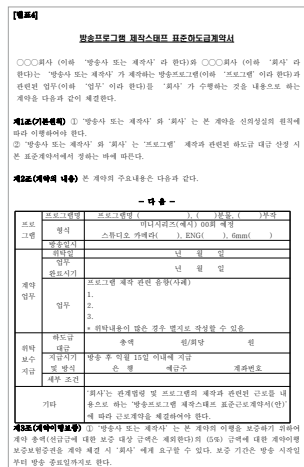 [별표4]
방송프로그램 제작스태프 표준하도급계약서
○○○회사 (이하 '방송사 또는 제작사' 라 한다)와 ○○○회사 (이하 '회사' 라
한다)는 '방송사 또는 제작사' 가 제작하는 방송프로그램(이하 '프로그램' 이라 한다)과
관련된 업무(이하 '업무' 이라 한다)를 '회사' 가 수행하는 것을 내용으로 하는
계약을 다음과 같이 체결한다.
제1조(기본원칙) ① '방송사 또는 제작사' 와 '회사' 는 본 계약을 신의성실의 원칙에
따라 이행하여야 한다.
② '방송사 또는 제작사' 와 '회사' 는 '프로그램' 제작과 관련된 하도급 대금 산정 시
본 표준계약서에서 정하는 바에 따른다.
제2조(계약의 내용) 본 계약의 주요내용은 다음과 같다.
- 다 음 -
프로그램명 프로그램명 ( ), ( )분물, ( )부작
프로
그램
형식
미니시리즈(예시) 00회 예정
스튜디오 카메라( ), ENG( ), 6mm( )
방송일시
계약
업무
위탁일 년 월 일
업무
완료시기
년 월 일
업무
프로그램 제작 관련 음향(사례)
1.
2.
3.
* 위탁내용이 많은 경우 별지로 작성할 수 있음
위탁
보수
지급
하도급
대금
총액 원/회당 원
지급시기
및 방식
방송 후 익월 15일 이내에 지급
은 행 예금주 계좌번호
세부 조건
기타
'회사'는 관계법령 및 프로그램의 제작과 관련된 근로를 내
용으로 하는 '방송프로그램 제작스태프 표준근로계약서(안)'
에 따라 근로계약을 체결하여야 한다.
제3조(계약이행보증) ① '방송사 또는 제작사' 는 본 계약의 이행을 보증하기 위하여
계약 총액(선급금에 대한 보증 대상 금액은 제외한다)의 (5%) 금액에 대한 계약이행
보증보험증권을 계약 체결 시 '회사' 에게 요구할 수 있다. 보증 기간은 방송 시작일
부터 방송 종료일까지로 한다.